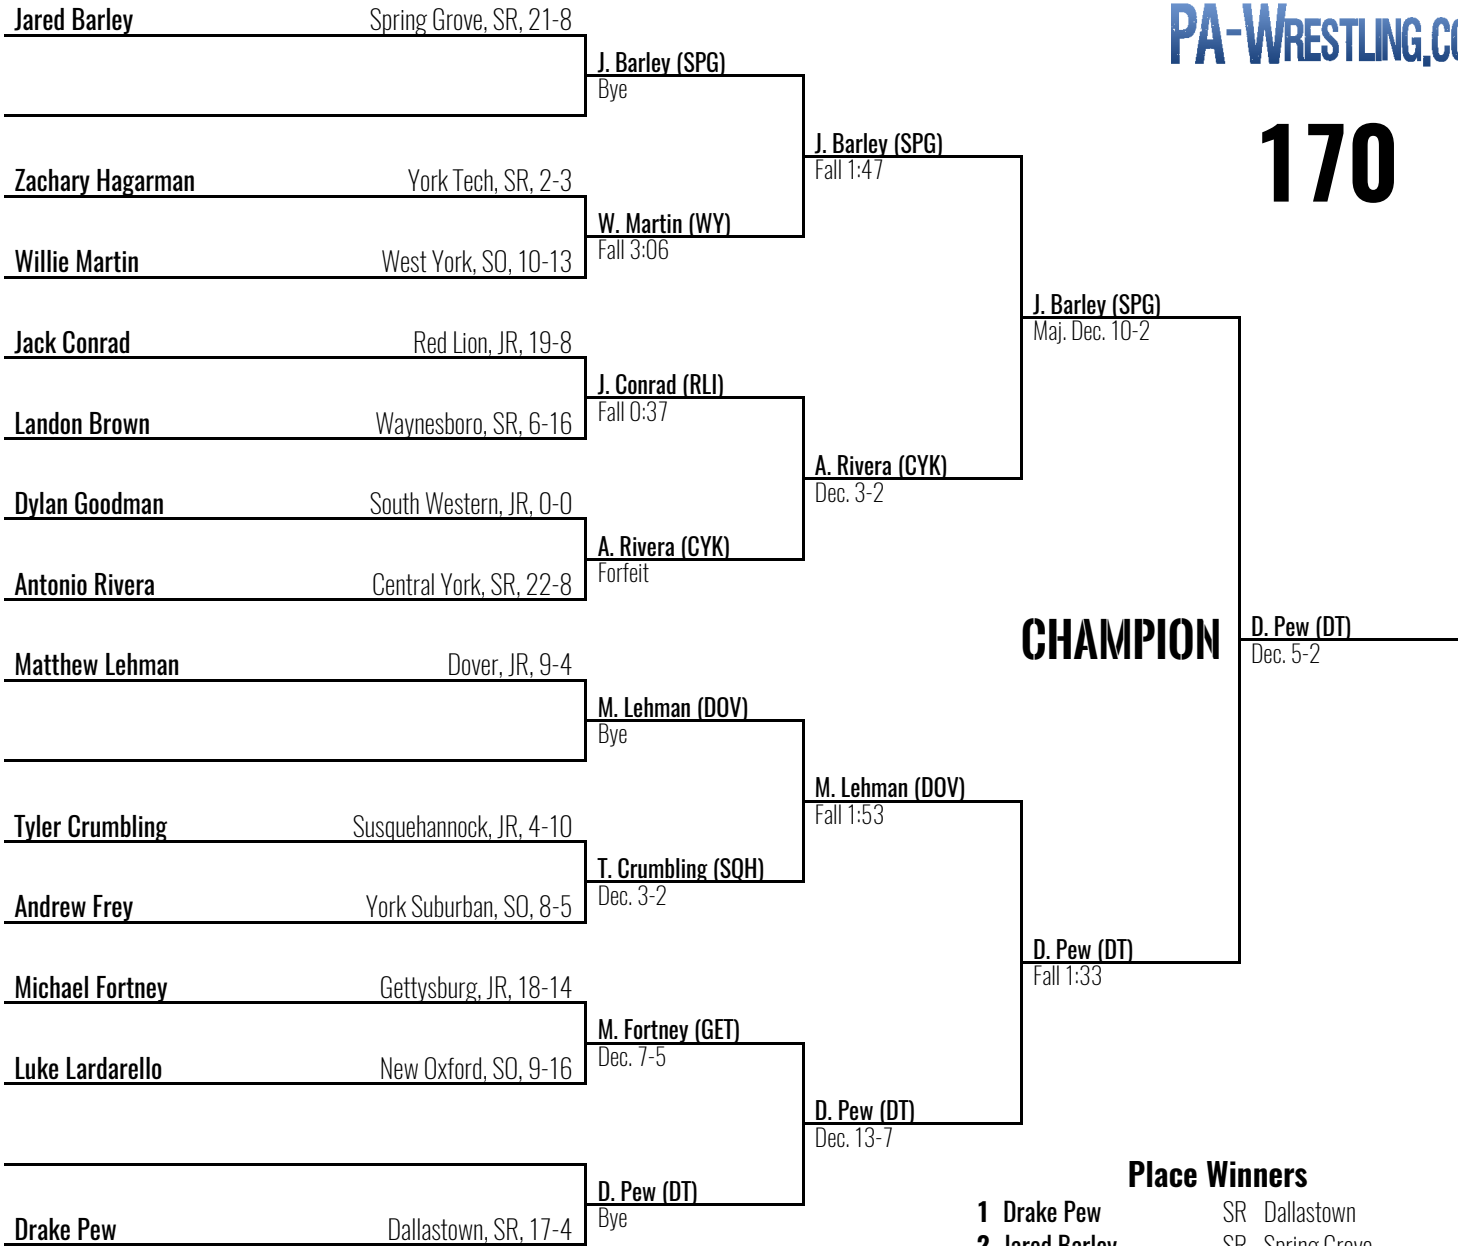 Jared Barley Spring Grove, SR, 21-8
PA-WRESTLING.CO
J. Barley (SPG)
Bye
170
J. Barley (SPG)
Fall 1:47
Zachary Hagarman York Tech, SR, 2-3
W. Martin (WY)
Fall 3:06
Willie Martin West York, SO, 10-13
J. Barley (SPG)
Maj. Dec. 10-2
Jack Conrad Red Lion, JR, 19-8
J. Conrad (RLI)
Fall 0:37
Landon Brown Waynesboro, SR, 6-16
A. Rivera (CYK)
Dec. 3-2
Dylan Goodman South Western, JR, 0-0
A. Rivera (CYK)
Forfeit
Antonio Rivera Central York, SR, 22-8
CHAMPION
D. Pew (DT)
Dec. 5-2
Matthew Lehman Dover, JR, 9-4
M. Lehman (DOV)
Bye
M. Lehman (DOV)
Fall 1:53
Tyler Crumbling Susquehannock, JR, 4-10
T. Crumbling (SQH)
Dec. 3-2
Andrew Frey York Suburban, SO, 8-5
D. Pew (DT)
Fall 1:33
Michael Fortney Gettysburg, JR, 18-14
M. Fortney (GET)
Dec. 7-5
Luke Lardarello New Oxford, SO, 9-16
D. Pew (DT)
Dec. 13-7
D. Pew (DT)
Bye
Drake Pew Dallastown, SR, 17-4
Place Winners
1 Drake Pew SR Dallastown
2 Jared Barley SR Spring Grove